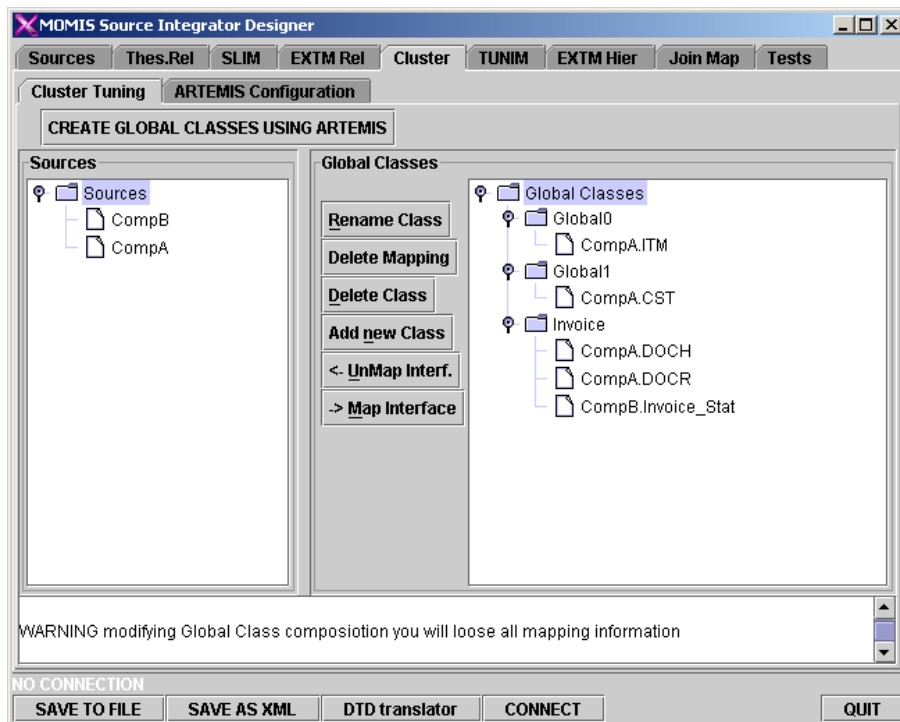 MOMIS Source Integrator Designer
Sources Thes.Rel SLIM EXTM Rel Cluster TUNIM EXTM Hier Join Map Tests
Cluster Tuning ARTEMIS Configuration
CREATE GLOBAL CLASSES USING ARTEMIS
Sources
Sources
CompB
CompA
Global Classes
Rename Class
Delete Mapping
Delete Class
Add new Class
<- UnMap Interf.
-> Map Interface
Global Classes
Global0
CompA.ITM
Global1
CompA.CST
Invoice
CompA.DOCH
CompA.DOCR
CompB.Invoice_Stat
WARNING modifying Global Class composiotion you will loose all mapping information
NO CONNECTION
SAVE TO FILE SAVE AS XML DTD translator CONNECT QUIT